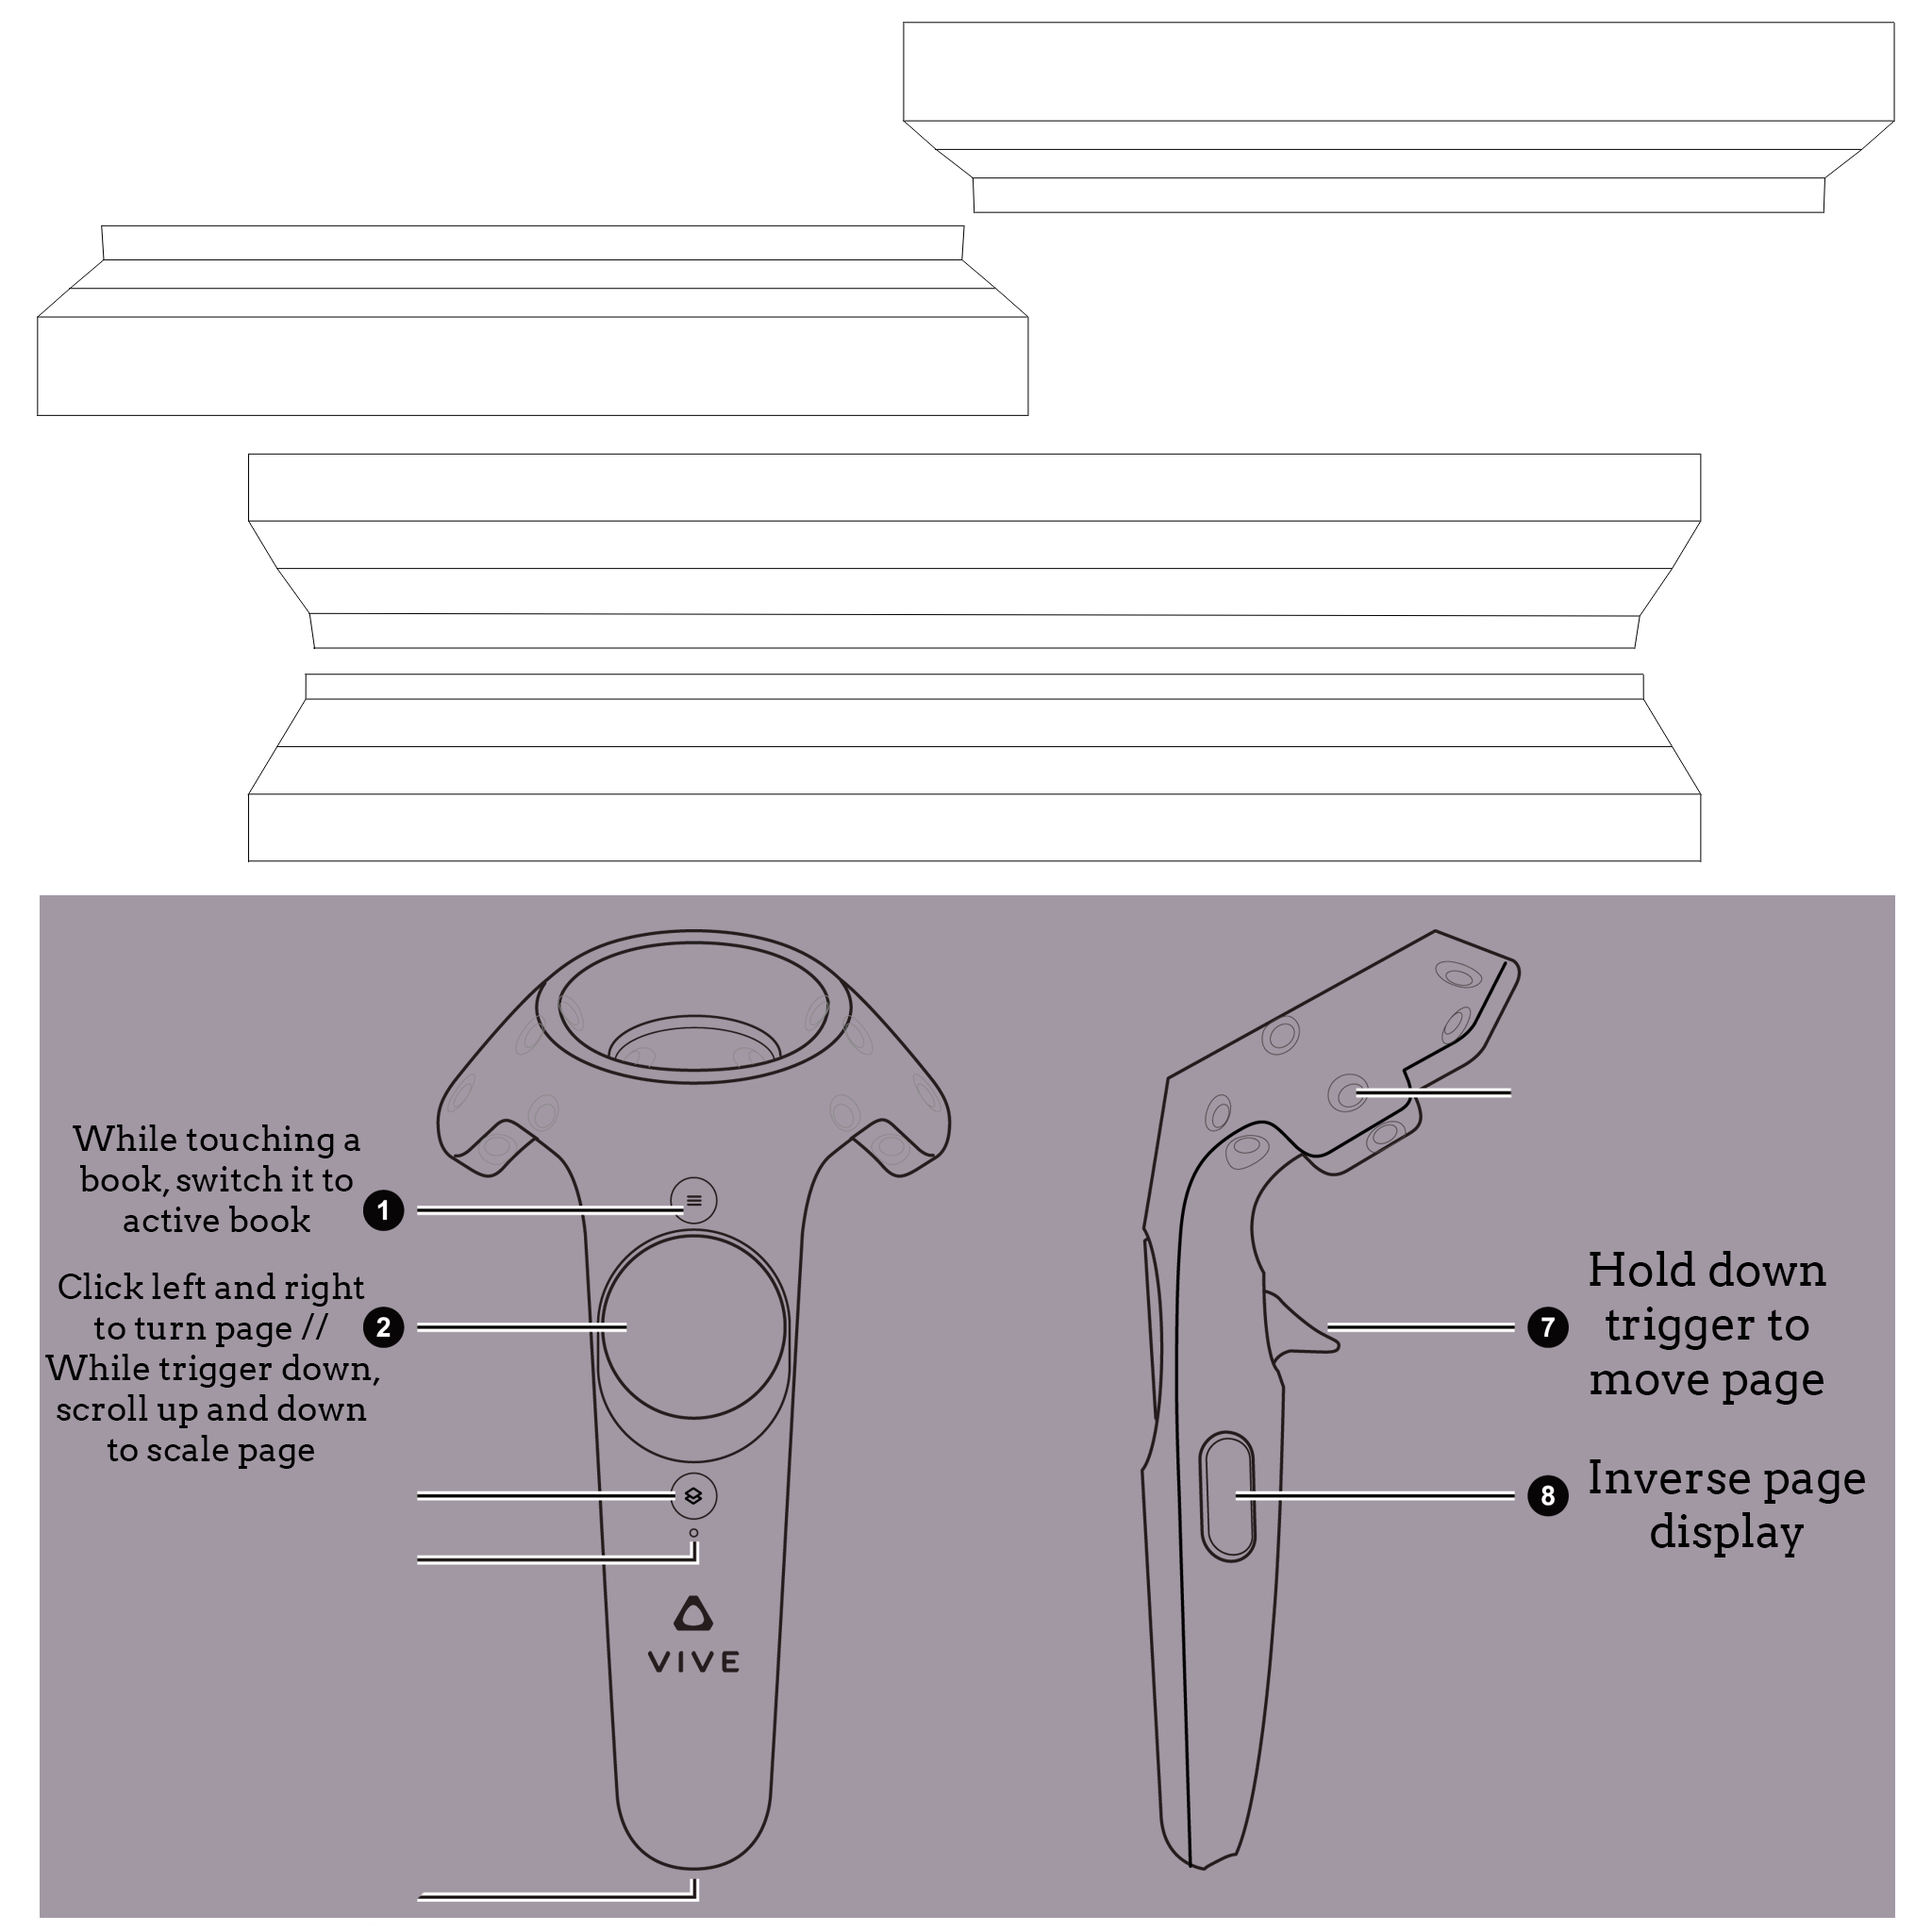 While touching a
book, switch it to
active book
1
Click left and right
to turn page //
While trigger down,
scroll up and down
to scale page
2
VIVE
7
Hold down
trigger to
move page
8
Inverse page
display